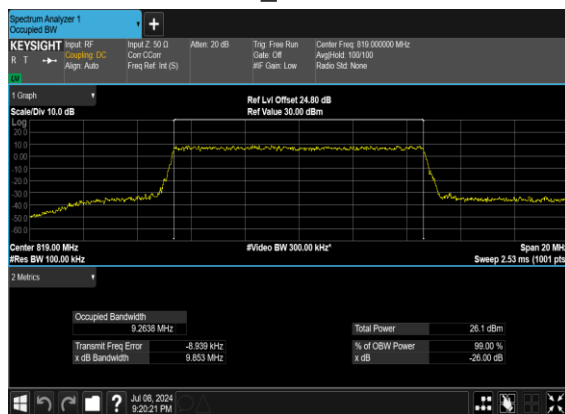 Spectrum Analyzer 1
Occupied BW
+
KEYSIGHT
R T
LV
Input: RF
Coupling: DC
Align: Auto
Input Z: 50 Ω
Corr CCorr
Freq Ref: Int (S)
Atten: 20 dB
Trig: Free Run
Gate: Off
#IF Gain: Low
Center Freq: 819.000000 MHz
Avg|Hold: 100/100
Radio Std: None
1 Graph
Scale/Div 10.0 dB
Ref Lvl Offset 24.80 dB
Ref Value 30.00 dBm
Log
20.0
10.0
0.00
-10.0
-20.0
-30.0
-40.0
-50.0
-60.0
Center 819.00 MHz
#Res BW 100.00 kHz
#Video BW 300.00 kHz*
Span 20 MHz
Sweep 2.53 ms (1001 pts
2 Metrics
Occupied Bandwidth
9.2638 MHz
Total Power 26.1 dBm
Transmit Freq Error -8.939 kHz
% of OBW Power 99.00 %
x dB Bandwidth 9.853 MHz
x dB -26.00 dB
?
Jul 08, 2024
9:20:21 PM